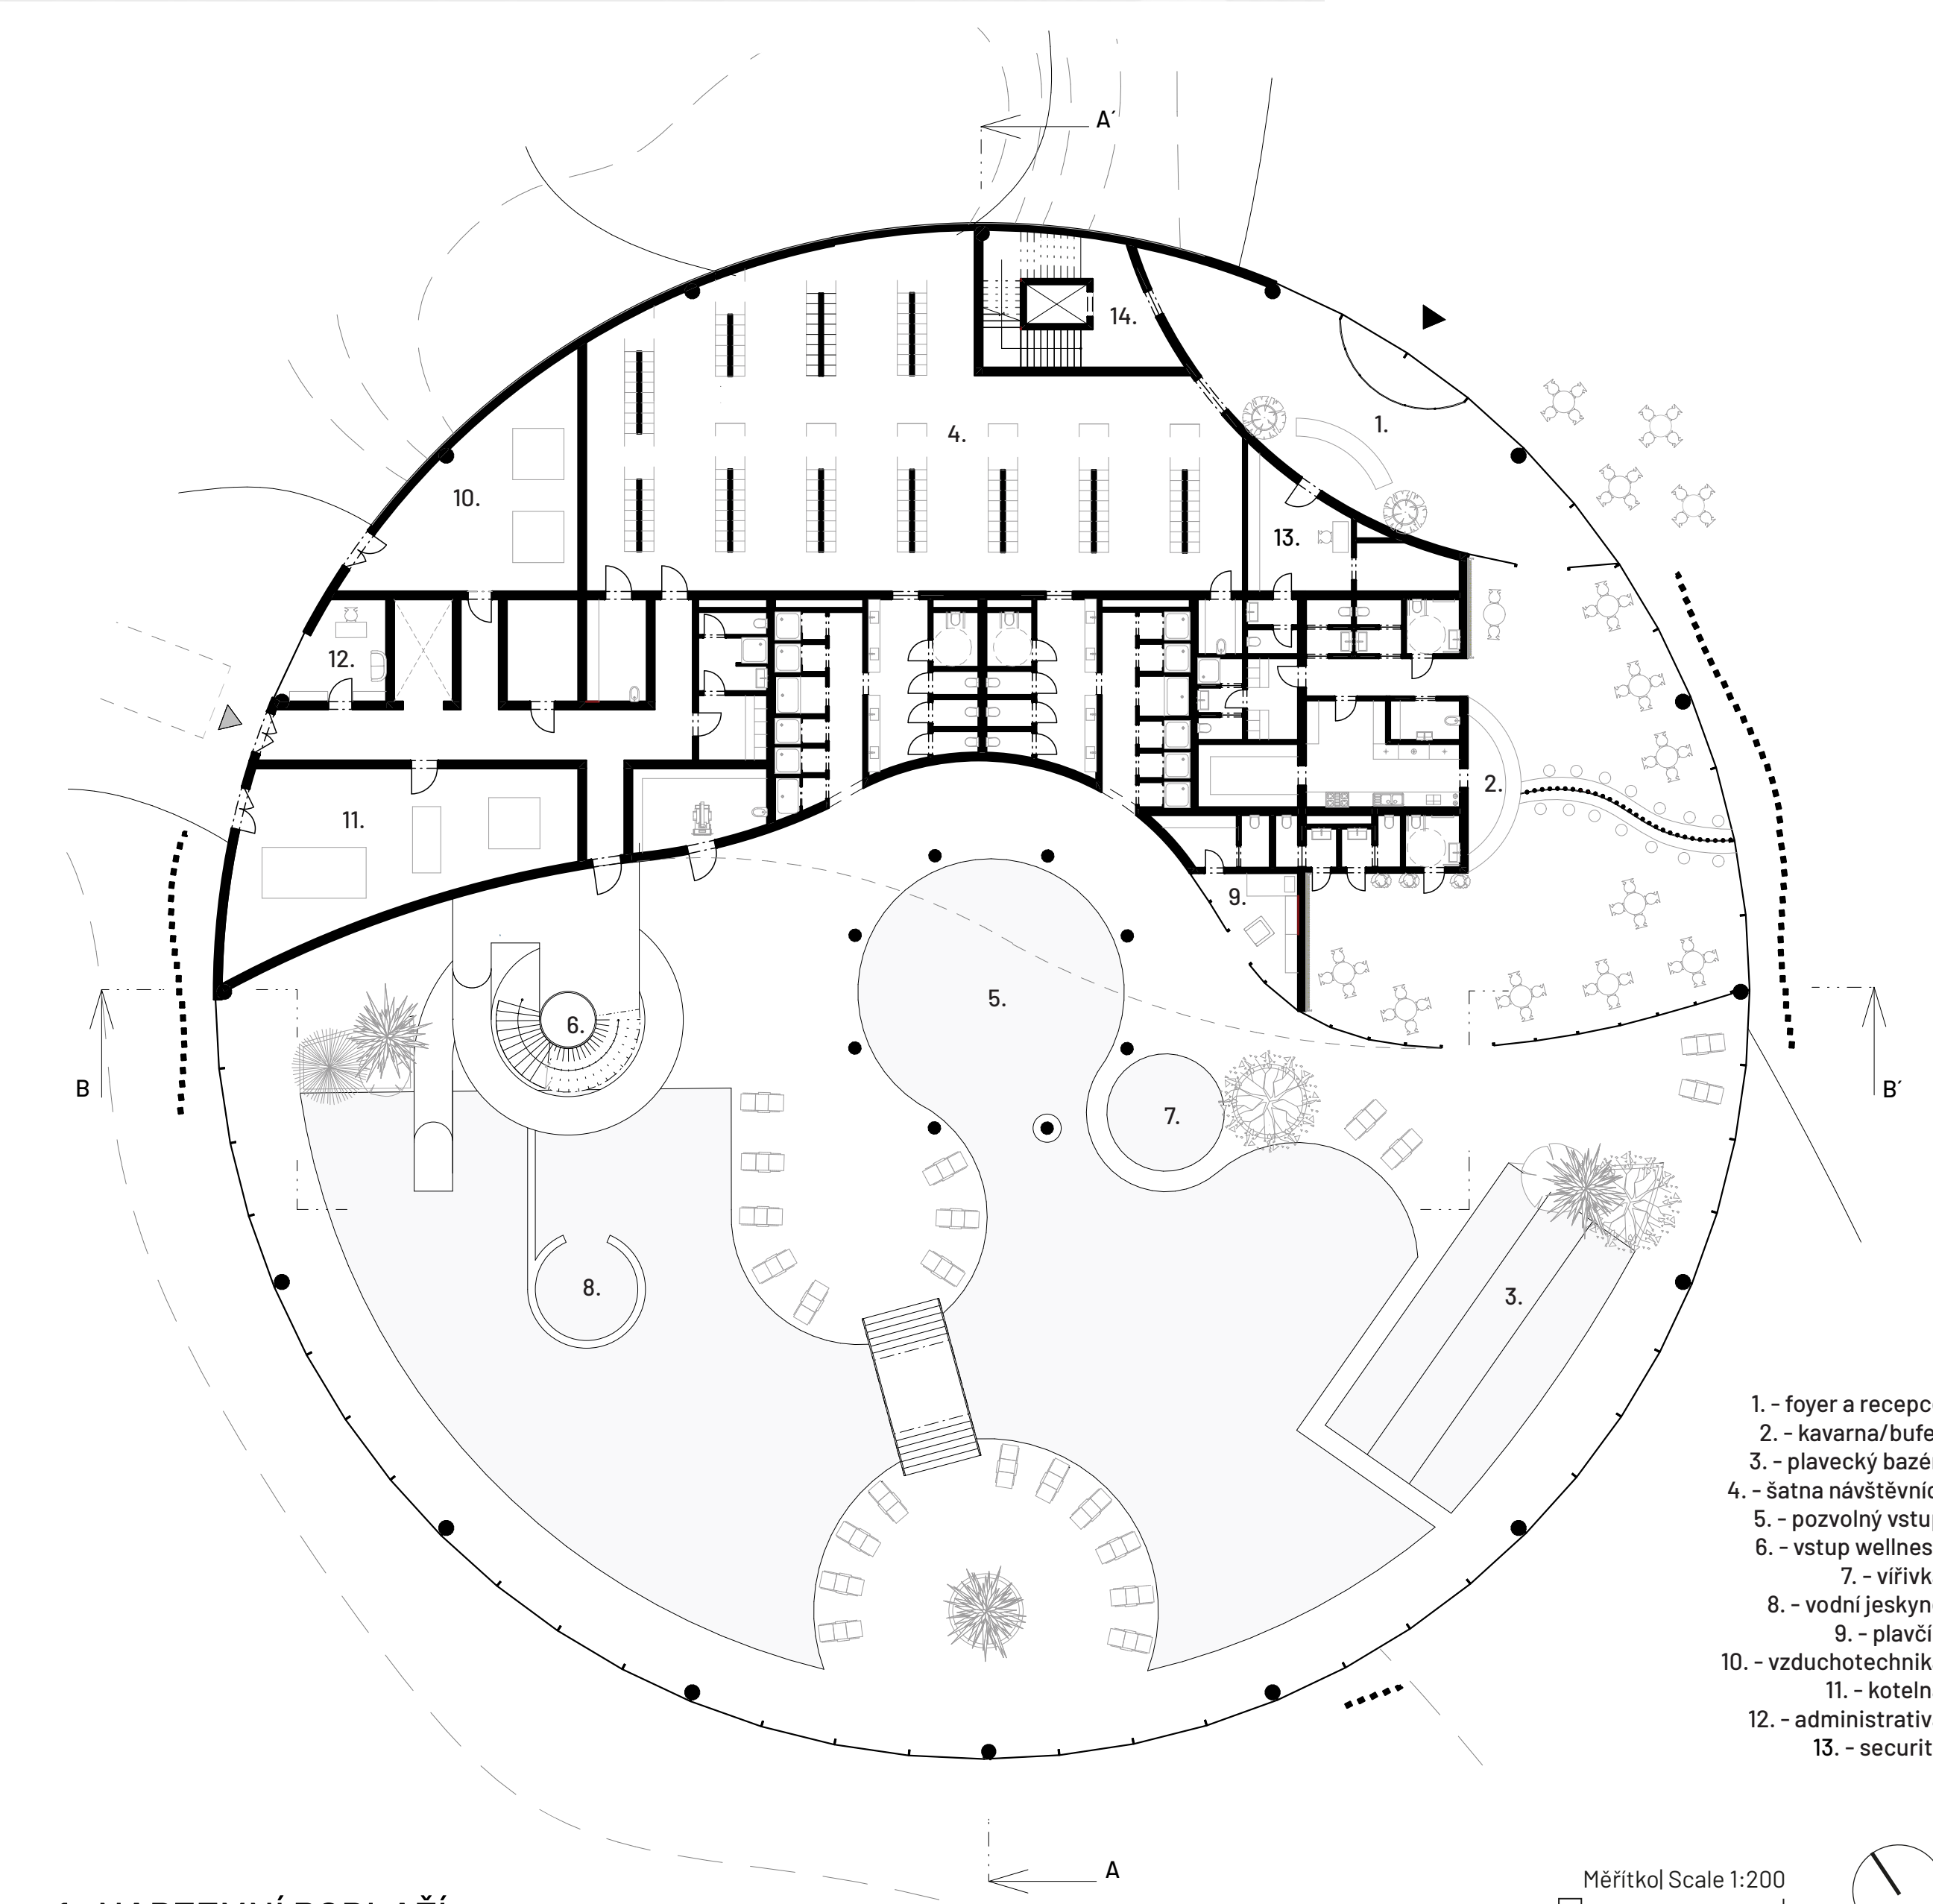 A´
14.
1.
4.
10.
13.
12.
2.
11.
9.
5.
6.
B
B´
7.
8.
3.
1. - foyer a recepc
2. - kavarna/bufe
3. - plavecký bazé
4. - šatna návštěvníc
5. - pozvolný vstup
6. - vstup wellnes
7. - vířivk
8. - vodní jeskyn
9. - plavčí
10. - vzduchotechnik
11. - koteln
12. - administrativ
13. - securit
A
Měřítko| Scale 1:200